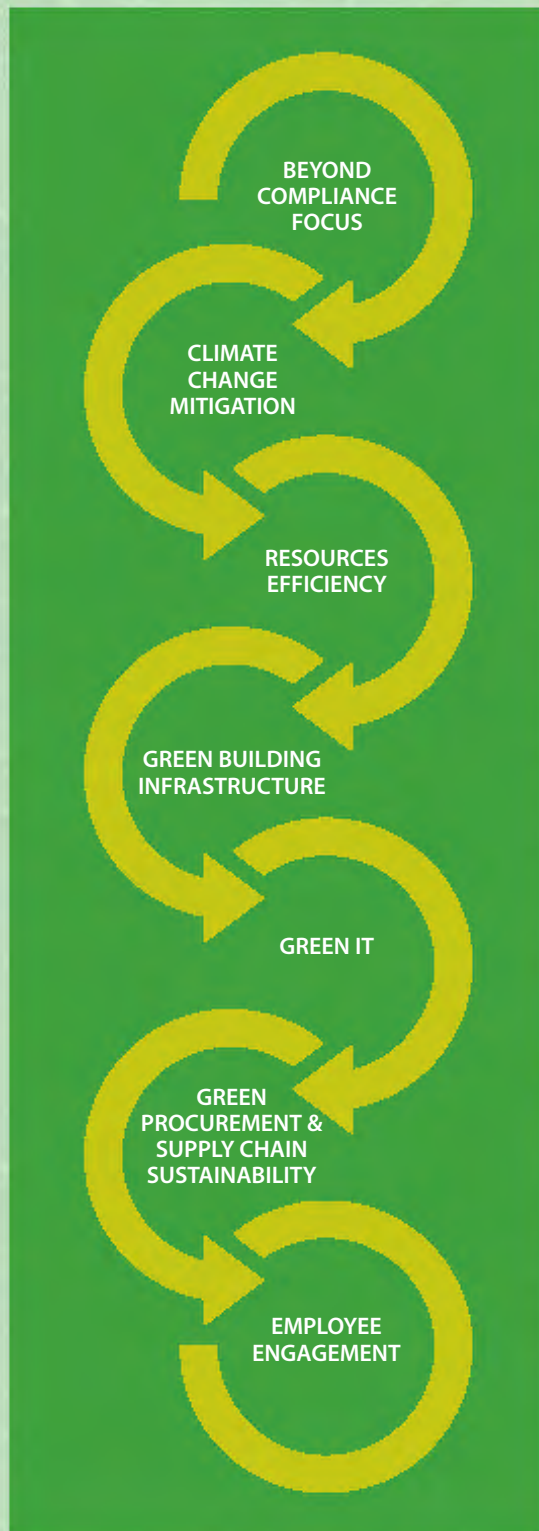 BEYOND
COMPLIANCE
FOCUS
CLIMATE
CHANGE
MITIGATION
RESOURCES
EFFICIENCY
GREEN BUILDING
INFRASTRUCTURE
GREEN IT
GREEN
PROCUREMENT &
SUPPLY CHAIN
SUSTAINABILITY
EMPLOYEE
ENGAGEMENT